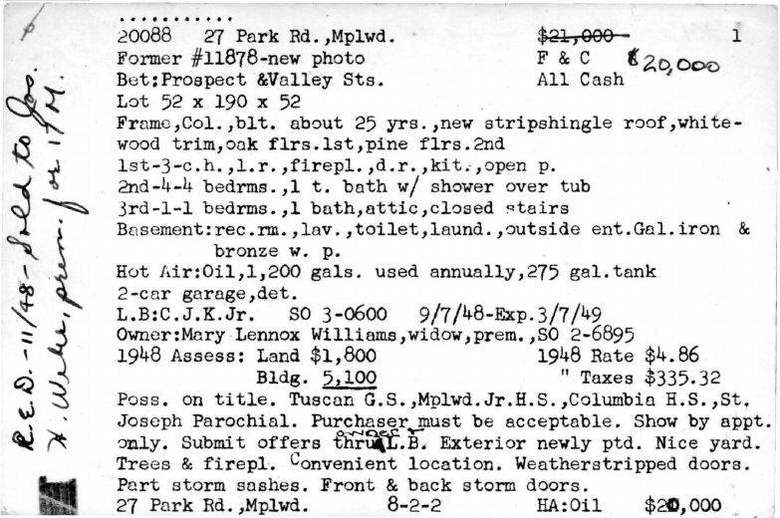 20088 27 Park Rd.,Mplwd. $21,000 1
Former #11878-new photo F & C $20,000
Bet:Prospect &Valley Sts. All Cash
Lot 52 x 190 x 52
Frame,Col.,blt. about 25 yrs.,new stripshingle roof,white-
wood trim,oak flrs.1st,pine flrs.2nd
1st-3-c.h.,l.r.,firepl.,d.r.,kit.,open p.
2nd-4-4 bedrms.,1 t. bath w/ shower over tub
3rd-1-1 bedrms.,1 bath,attic,closed stairs
Basement:rec.rm.,lav.,toilet,laund.,outside ent.Gal.iron &
bronze w. p.
Hot Air:Oil,1,200 gals. used annually,275 gal.tank
2-car garage,det.
L.B:C.J.K.Jr. SO 3-0600 9/7/48-Exp.3/7/49
Owner:Mary Lennox Williams,widow,prem.,SO 2-6895
1948 Assess: Land $1,800 1948 Rate $4.86
Bldg. 5,100 " Taxes $335.32
Poss. on title. Tuscan G.S.,Mplwd.Jr.H.S.,Columbia H.S.,St.
Joseph Parochial. Purchaser must be acceptable. Show by appt.
only. Submit offers thru L.B. Exterior newly ptd. Nice yard.
Trees & firepl. Convenient location. Weatherstripped doors.
Part storm sashes. Front & back storm doors.
27 Park Rd.,Mplwd. 8-2-2 HA:Oil $20,000
R.E.D.-11/48-Sold to Jos.
H. prem. for 17 M.